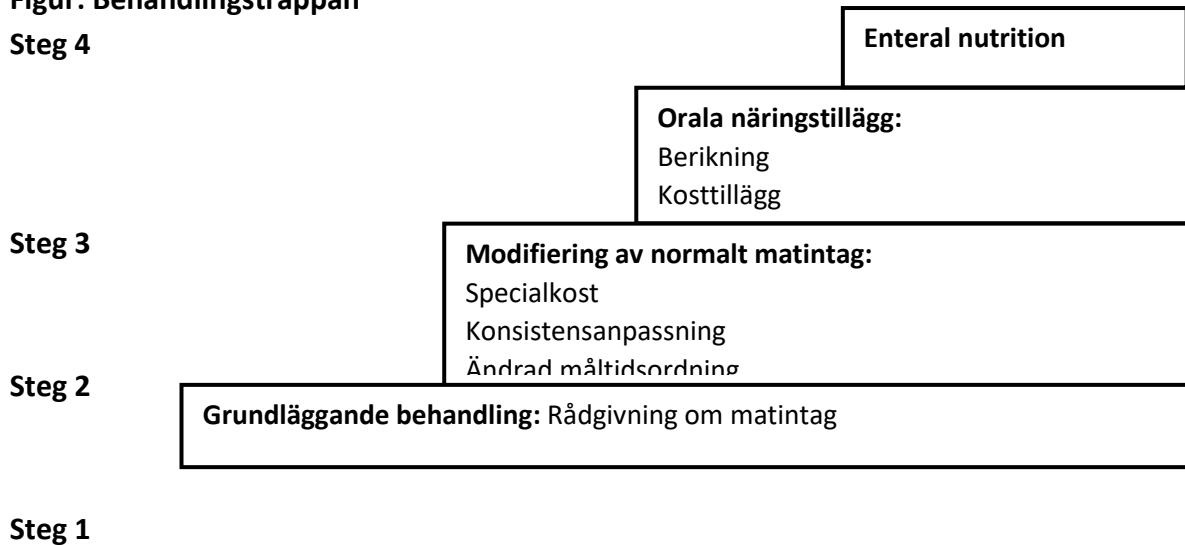 Figur: Behandlingstrappan
Steg 4
Enteral nutrition
Orala näringstillägg:
Berikning
Kosttillägg
Steg 3
Modifiering av normalt matintag:
Specialkost
Konsistensanpassning
Ändrad måltidsordning
Steg 2
Grundläggande behandling: Rådgivning om matintag
Steg 1